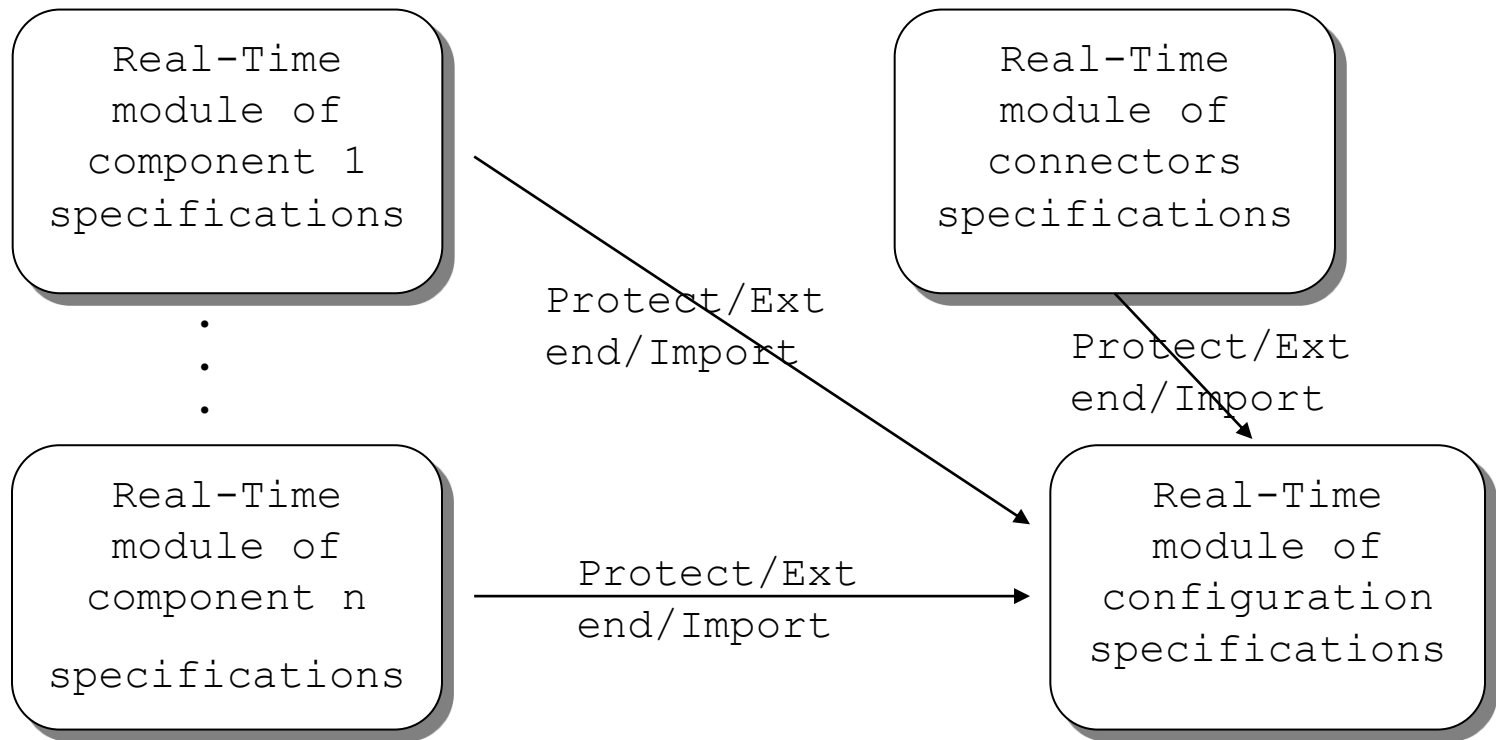 Real-Time
module of
component 1
specifications
Real-Time
module of
connectors
specifications
Protect/Ext
end/Import
Protect/Ext
end/Import
.
.
.
Real-Time
module of
component n
specifications
Protect/Ext
end/Import
Real-Time
module of
configuration
specifications